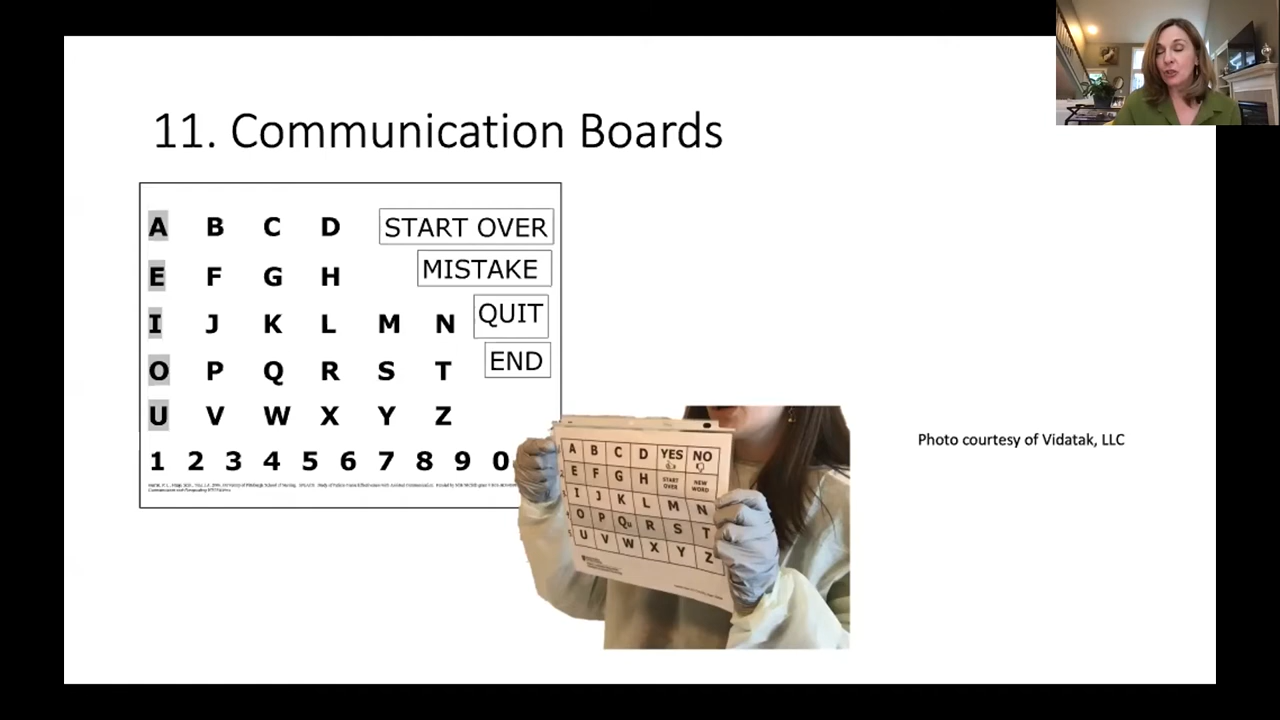 11. Communication Boards
A B C D START OVER
E F G H MISTAKE
I J K L M N QUIT
O P Q R S T END
U V W X Y Z
1 2 3 4 5 6 7 8 9 0
A B C D YES NO
E F G H START OVER NEW WORD
I J K L M N
O P Qu R S T
U V W X Y Z
Photo courtesy of Vidatak, LLC